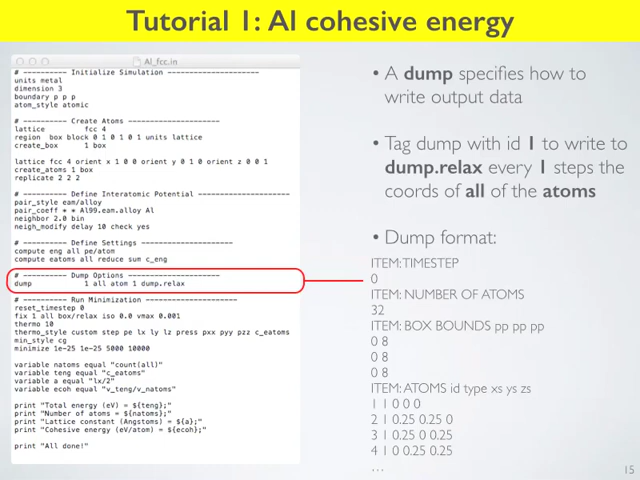 Tutorial 1: Al cohesive energy
Al_fcc.in
# ---------- Initialize Simulation ---------------------
units metal
dimension 3
boundary p p p
atom_style atomic
# ---------- Create Atoms ---------------------
lattice fcc 4
region box block 0 1 0 1 0 1 units lattice
create_box 1 box
lattice fcc 4 orient x 1 0 0 orient y 0 1 0 orient z 0 0 1
create_atoms 1 box
replicate 2 2 2
# ---------- Define Interatomic Potential ---------------------
pair_style eam/alloy
pair_coeff * * Al99.eam.alloy Al
neighbor 2.0 bin
neigh_modify delay 10 check yes
# ---------- Define Settings ---------------------
compute eng all pe/atom
compute eatoms all reduce sum c_eng
# ---------- Dump Options ---------------------
dump 1 all atom 1 dump.relax
# ---------- Run Minimization ---------------------
reset_timestep 0
fix 1 all box/relax iso 0.0 vmax 0.001
thermo 10
thermo_style custom step pe lx ly lz press pxx pyy pzz c_eatoms
min_style cg
minimize 1e-25 1e-25 5000 10000
variable natoms equal "count(all)"
variable teng equal "c_eatoms"
variable a equal "lx/2"
variable ecoh equal "v_teng/v_natoms"
print "Total energy (eV) = ${teng};"
print "Number of atoms = ${natoms};"
print "Lattice constant (Angstoms) = ${a};"
print "Cohesive energy (eV/atom) = ${ecoh};"
print "All done!"
• A dump specifies how to
write output data
• Tag dump with id 1 to write to
dump.relax every 1 steps the
coords of all of the atoms
• Dump format:
ITEM: TIMESTEP
0
ITEM: NUMBER OF ATOMS
32
ITEM: BOX BOUNDS pp pp pp
0 8
0 8
0 8
ITEM: ATOMS id type xs ys zs
1 1 0 0 0
2 1 0.25 0.25 0
3 1 0.25 0 0.25
4 1 0 0.25 0.25
...
15